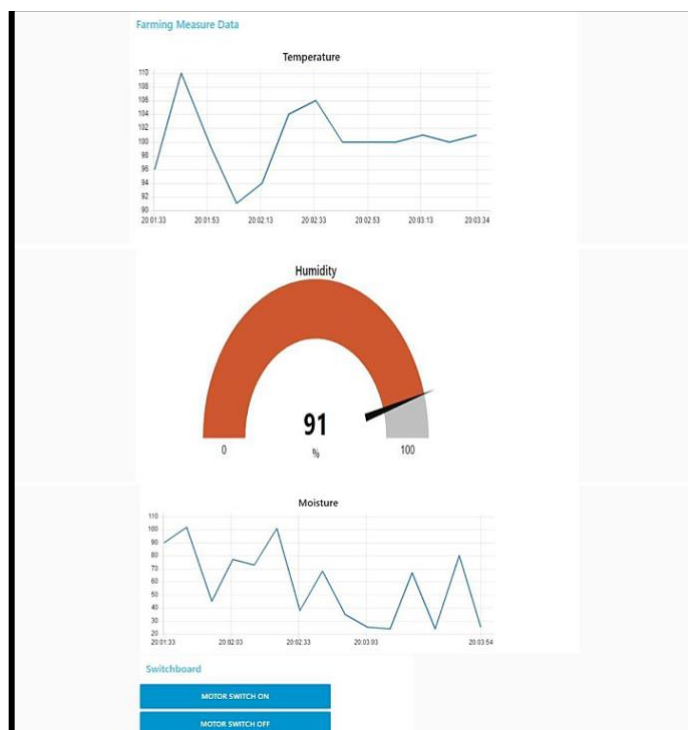 Farming Measure Data
Temperature
110
108
106
104
102
100
98
96
94
92
90
20:01:33 20:01:53 20:02:13 20:02:33 20:02:53 20:03:13 20:03:34
Humidity
91
0 % 100
Moisture
110
100
90
80
70
60
50
40
30
20
20:01:33 20:02:03 20:02:33 20:03:03 20:03:54
Switchboard
MOTOR SWITCH ON
MOTOR SWITCH OFF